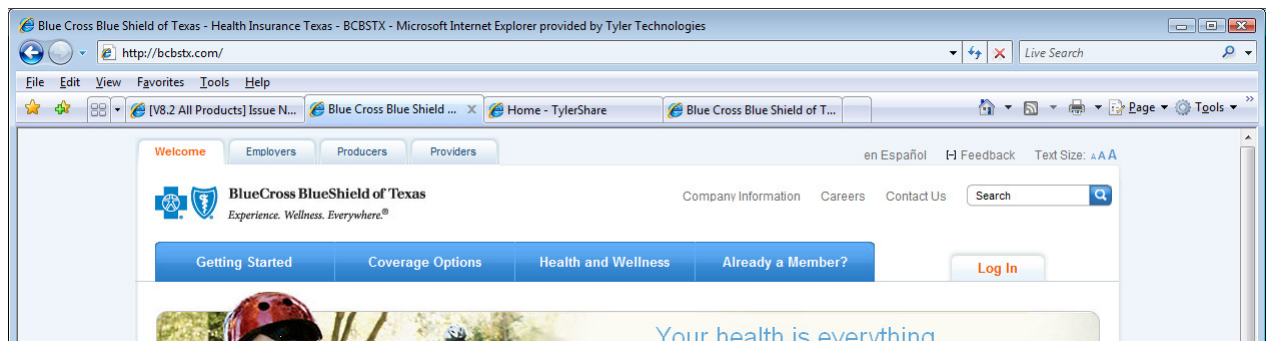 Blue Cross Blue Shield of Texas - Health Insurance Texas - BCBSTX - Microsoft Internet Explorer provided by Tyler Technologies
http://bcbstx.com/ Live Search
File Edit View Favorites Tools Help
[V8.2 All Products] Issue N... Blue Cross Blue Shield ... Home - TylerShare Blue Cross Blue Shield of T... Page Tools
Welcome Employers Producers Providers en Español [-] Feedback Text Size: A A A
BlueCross BlueShield of Texas Company Information Careers Contact Us Search
Experience. Wellness. Everywhere.®
Getting Started Coverage Options Health and Wellness Already a Member? Log In
Your health is everything